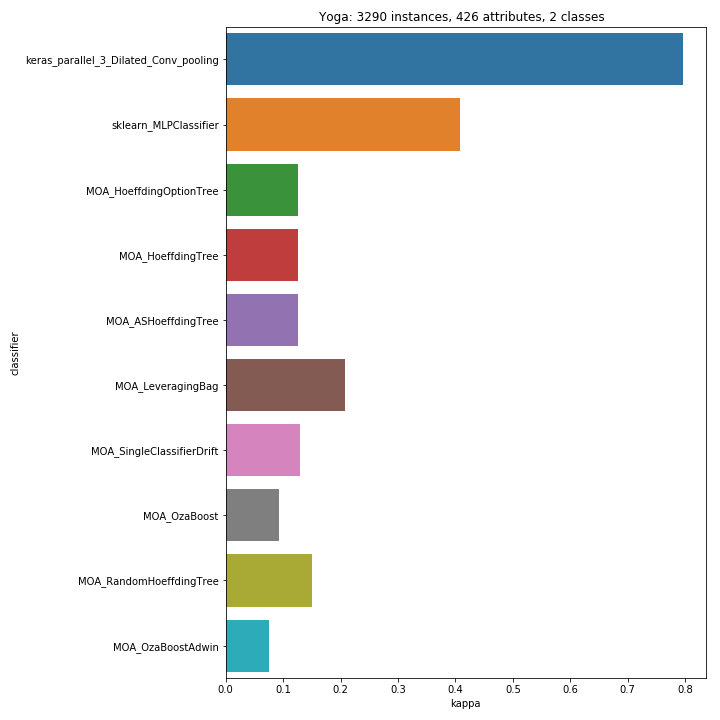 Yoga: 3290 instances, 426 attributes, 2 classes
keras_parallel_3_Dilated_Conv_pooling
sklearn_MLPClassifier
MOA_HoeffdingOptionTree
MOA_HoeffdingTree
MOA_ASHoeffdingTree
classifier
MOA_LeveragingBag
MOA_SingleClassifierDrift
MOA_OzaBoost
MOA_RandomHoeffdingTree
MOA_OzaBoostAdwin
0.0 0.1 0.2 0.3 0.4 0.5 0.6 0.7 0.8
kappa